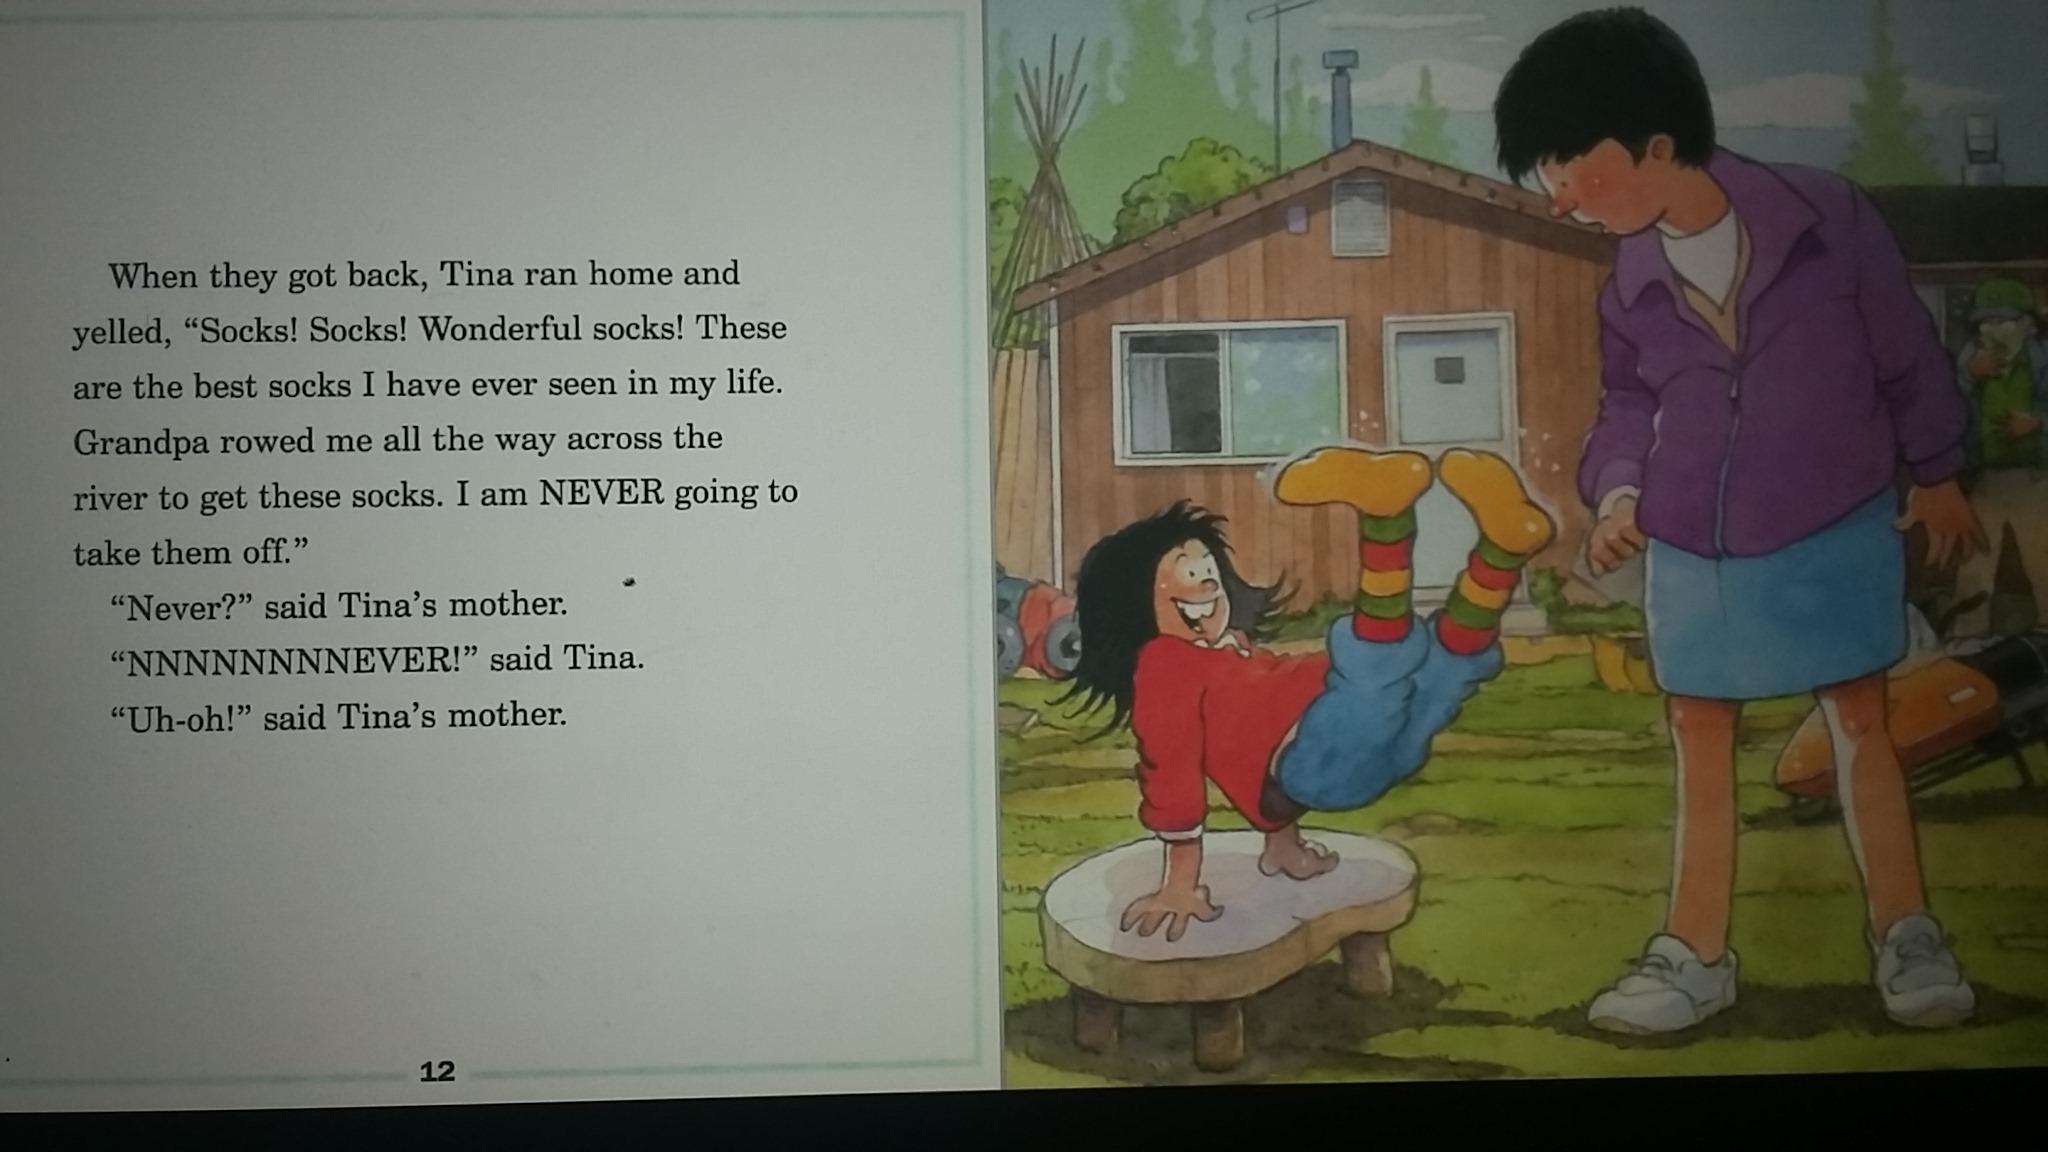 When they got back, Tina ran home and
yelled, “Socks! Socks! Wonderful socks! These
are the best socks I have ever seen in my life.
Grandpa rowed me all the way across the
river to get these socks. I am NEVER going to
take them off.”
“Never?” said Tina’s mother.
“NNNNNNNNEVER!” said Tina.
“Uh-oh!” said Tina’s mother.
12